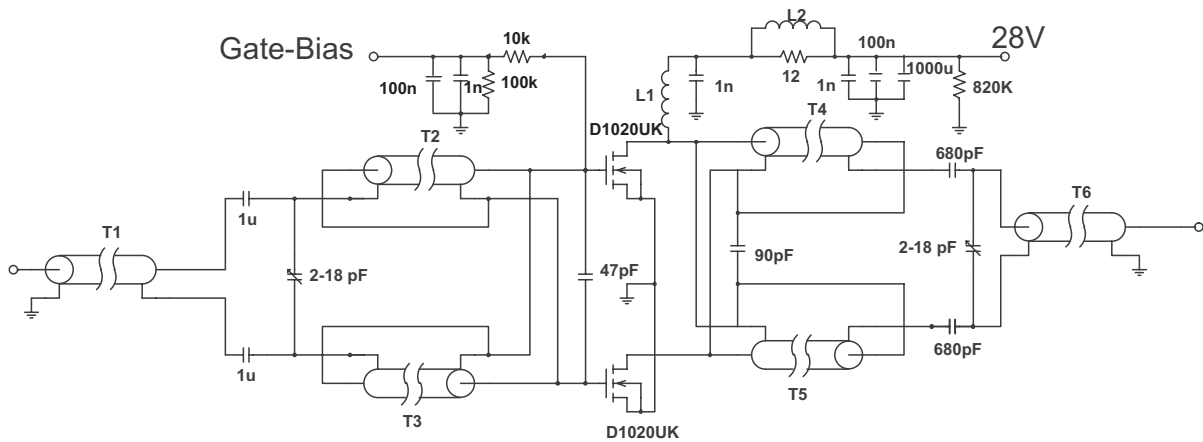 L2
Gate-Bias
10k
100n
28V
100n
1n
100k
L1
1n
12
1n
1000u
820K
D1020UK
T4
T2
680pF
1u
T6
T1
2-18 pF
47pF
90pF
2-18 pF
1u
680pF
T3
T5
D1020UK